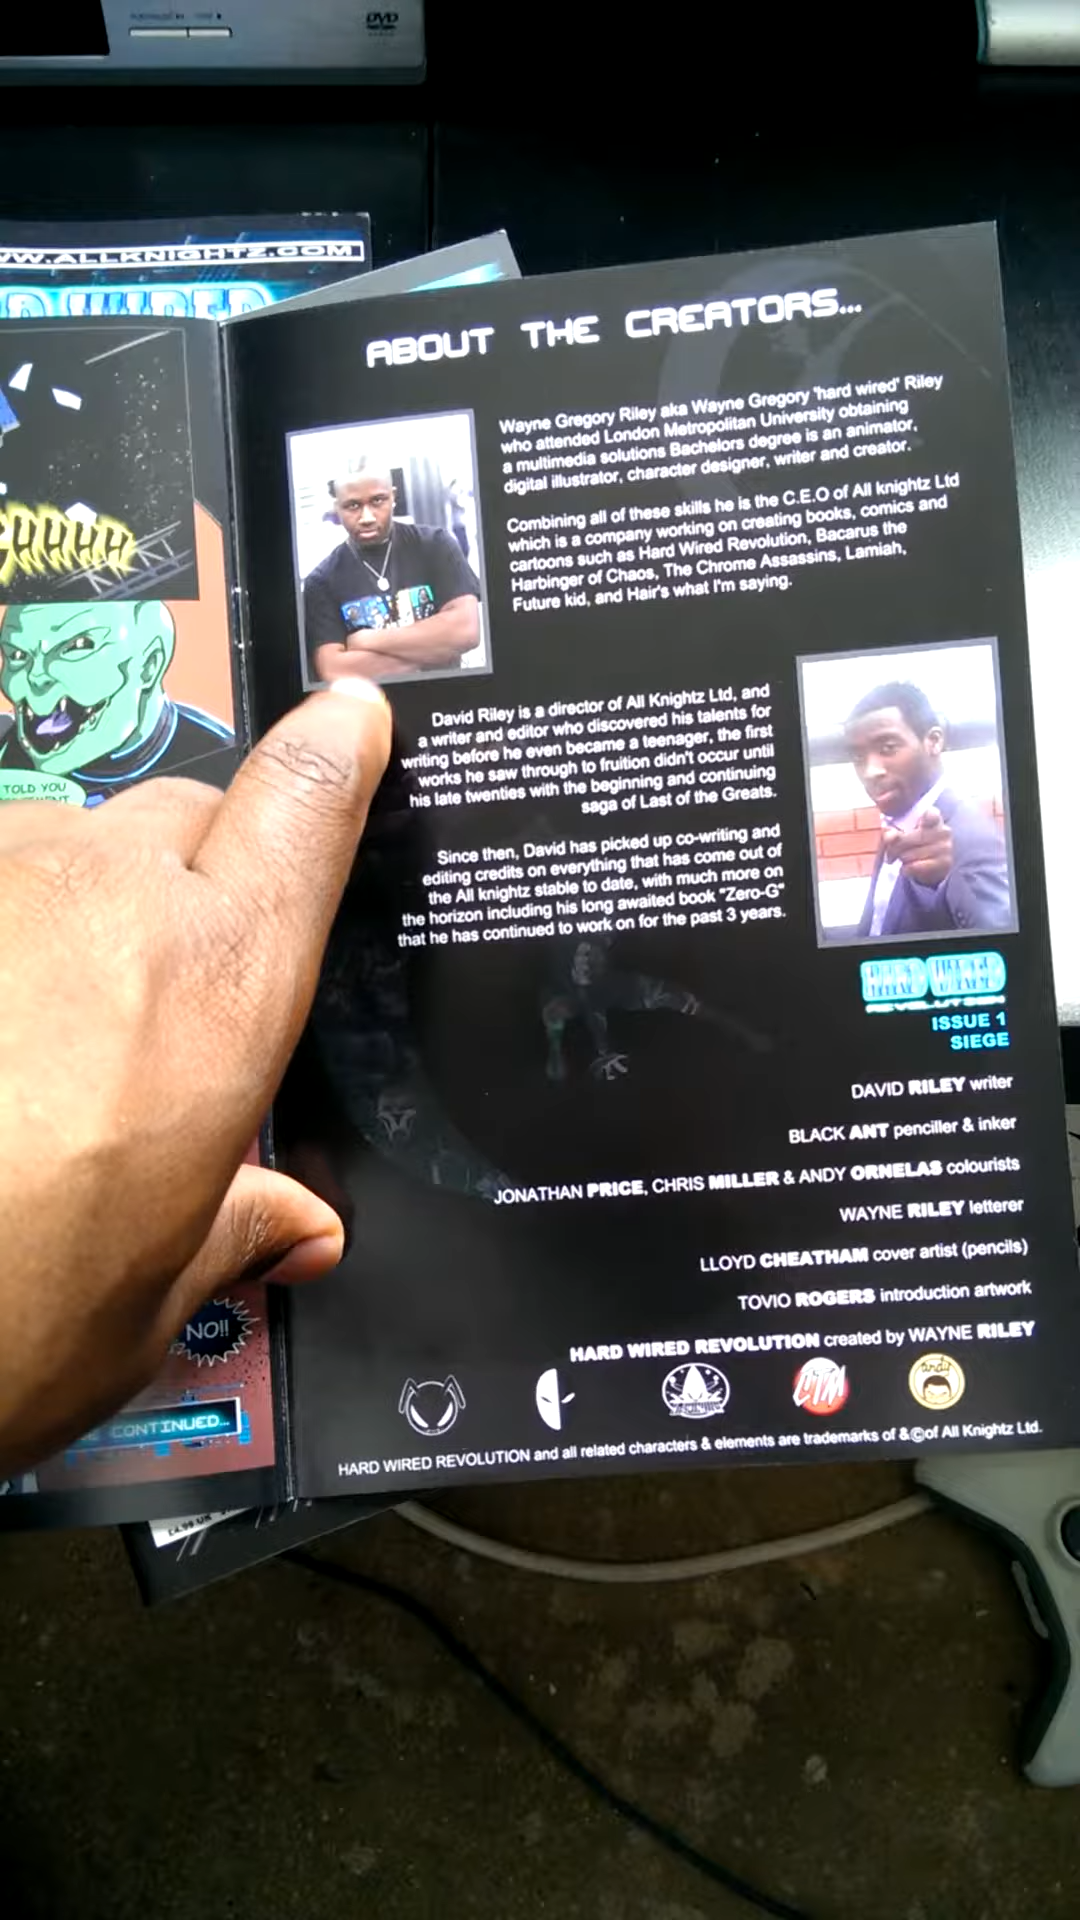 WW.ALLKNIGHTZ.COM
D WIRED
ABOUT THE CREATORS...
Wayne Gregory Riley aka Wayne Gregory 'hard wired' Riley
who attended London Metropolitan University obtaining
a multimedia solutions Bachelors degree is an animator,
digital illustrator, character designer, writer and creator.
Combining all of these skills he is the C.E.O of All knightz Ltd
which is a company working on creating books, comics and
cartoons such as Hard Wired Revolution, Bacarus the
Harbinger of Chaos, The Chrome Assassins, Lamiah,
Future kid, and Hair's what I'm saying.
David Riley is a director of All Knightz Ltd, and
a writer and editor who discovered his talents for
writing before he even became a teenager, the first
works he saw through to fruition didn't occur until
his late twenties with the beginning and continuing
saga of Last of the Greats.
Since then, David has picked up co-writing and
editing credits on everything that has come out of
the All knightz stable to date, with much more on
the horizon including his long awaited book "Zero-G"
that he has continued to work on for the past 3 years.
HARD WIRED
REVOLUTION
ISSUE 1
SIEGE
DAVID RILEY writer
BLACK ANT penciller & inker
JONATHAN PRICE, CHRIS MILLER & ANDY ORNELAS colourists
WAYNE RILEY letterer
LLOYD CHEATHAM cover artist (pencils)
TOVIO ROGERS introduction artwork
HARD WIRED REVOLUTION created by WAYNE RILEY
CTM
andy
HARD WIRED REVOLUTION and all related characters & elements are trademarks of &©of All Knightz Ltd.
TOLD YOU
NO!!
CONTINUED...
£4.99 UK
DVD